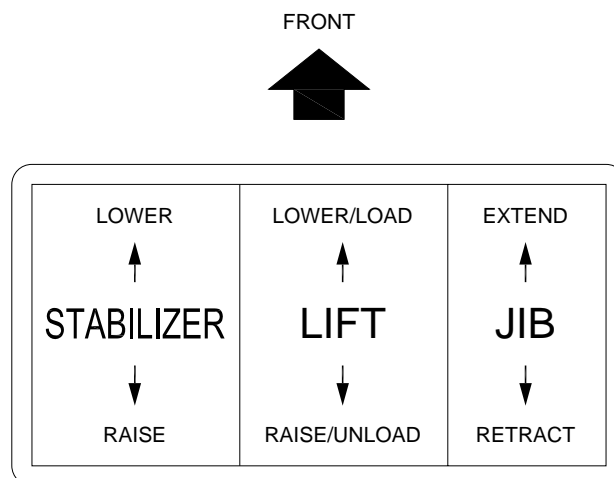 FRONT
LOWER LOWER/LOAD EXTEND
STABILIZER LIFT JIB
RAISE RAISE/UNLOAD RETRACT